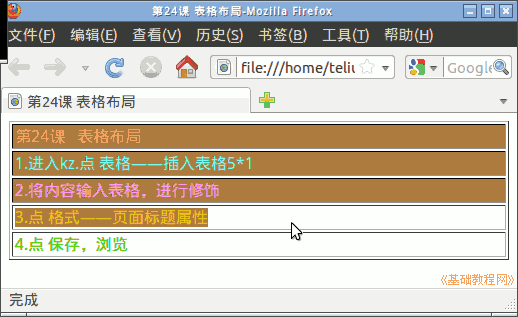 第24课 表格布局-Mozilla Firefox
文件(F) 编辑(E) 查看(V) 历史(S) 书签(B) 工具(T) 帮助(H)
file:///home/teliu Google
第24课 表格布局
第24课 表格布局
1.进入kz.点 表格——插入表格5*1
2.将内容输入表格，进行修饰
3.点 格式——页面标题属性
4.点 保存，浏览
《基础教程网》
完成